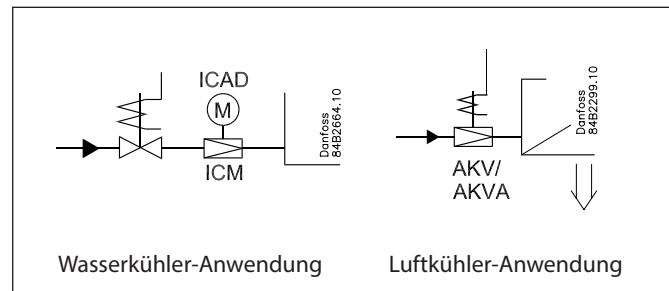 ICAD
M
ICM
Danfoss
84B2664.10
Wasserkühler-Anwendung
AKV/
AKVA
Danfoss
84B2299.10
Luftkühler-Anwendung